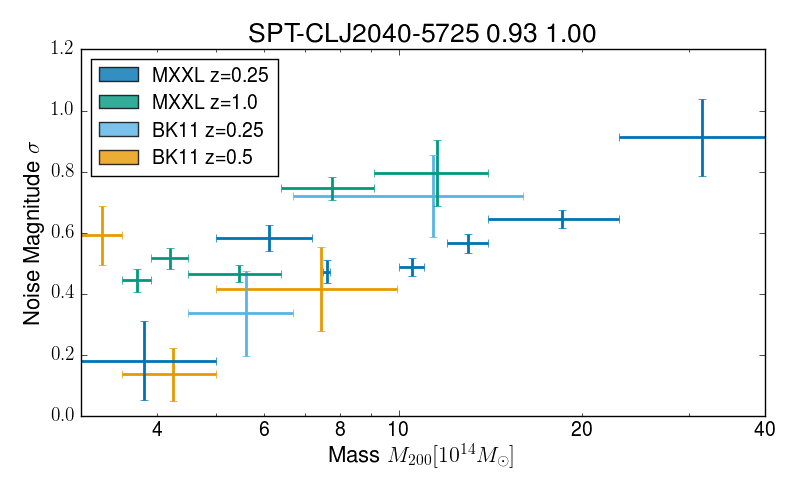 SPT-CLJ2040-5725 0.93 1.00
1.2
1.0
0.8
0.6
0.4
0.2
0.0
Noise Magnitude σ
MXXL z=0.25
MXXL z=1.0
BK11 z=0.25
BK11 z=0.5
4 6 8 10 20 40
Mass M₂₀₀[10¹⁴M☉]